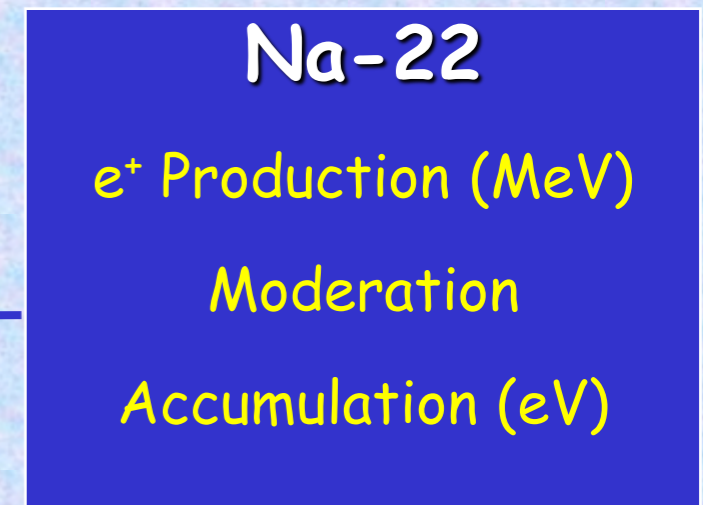 Na-22
e⁺ Production (MeV)
Moderation
Accumulation (eV)